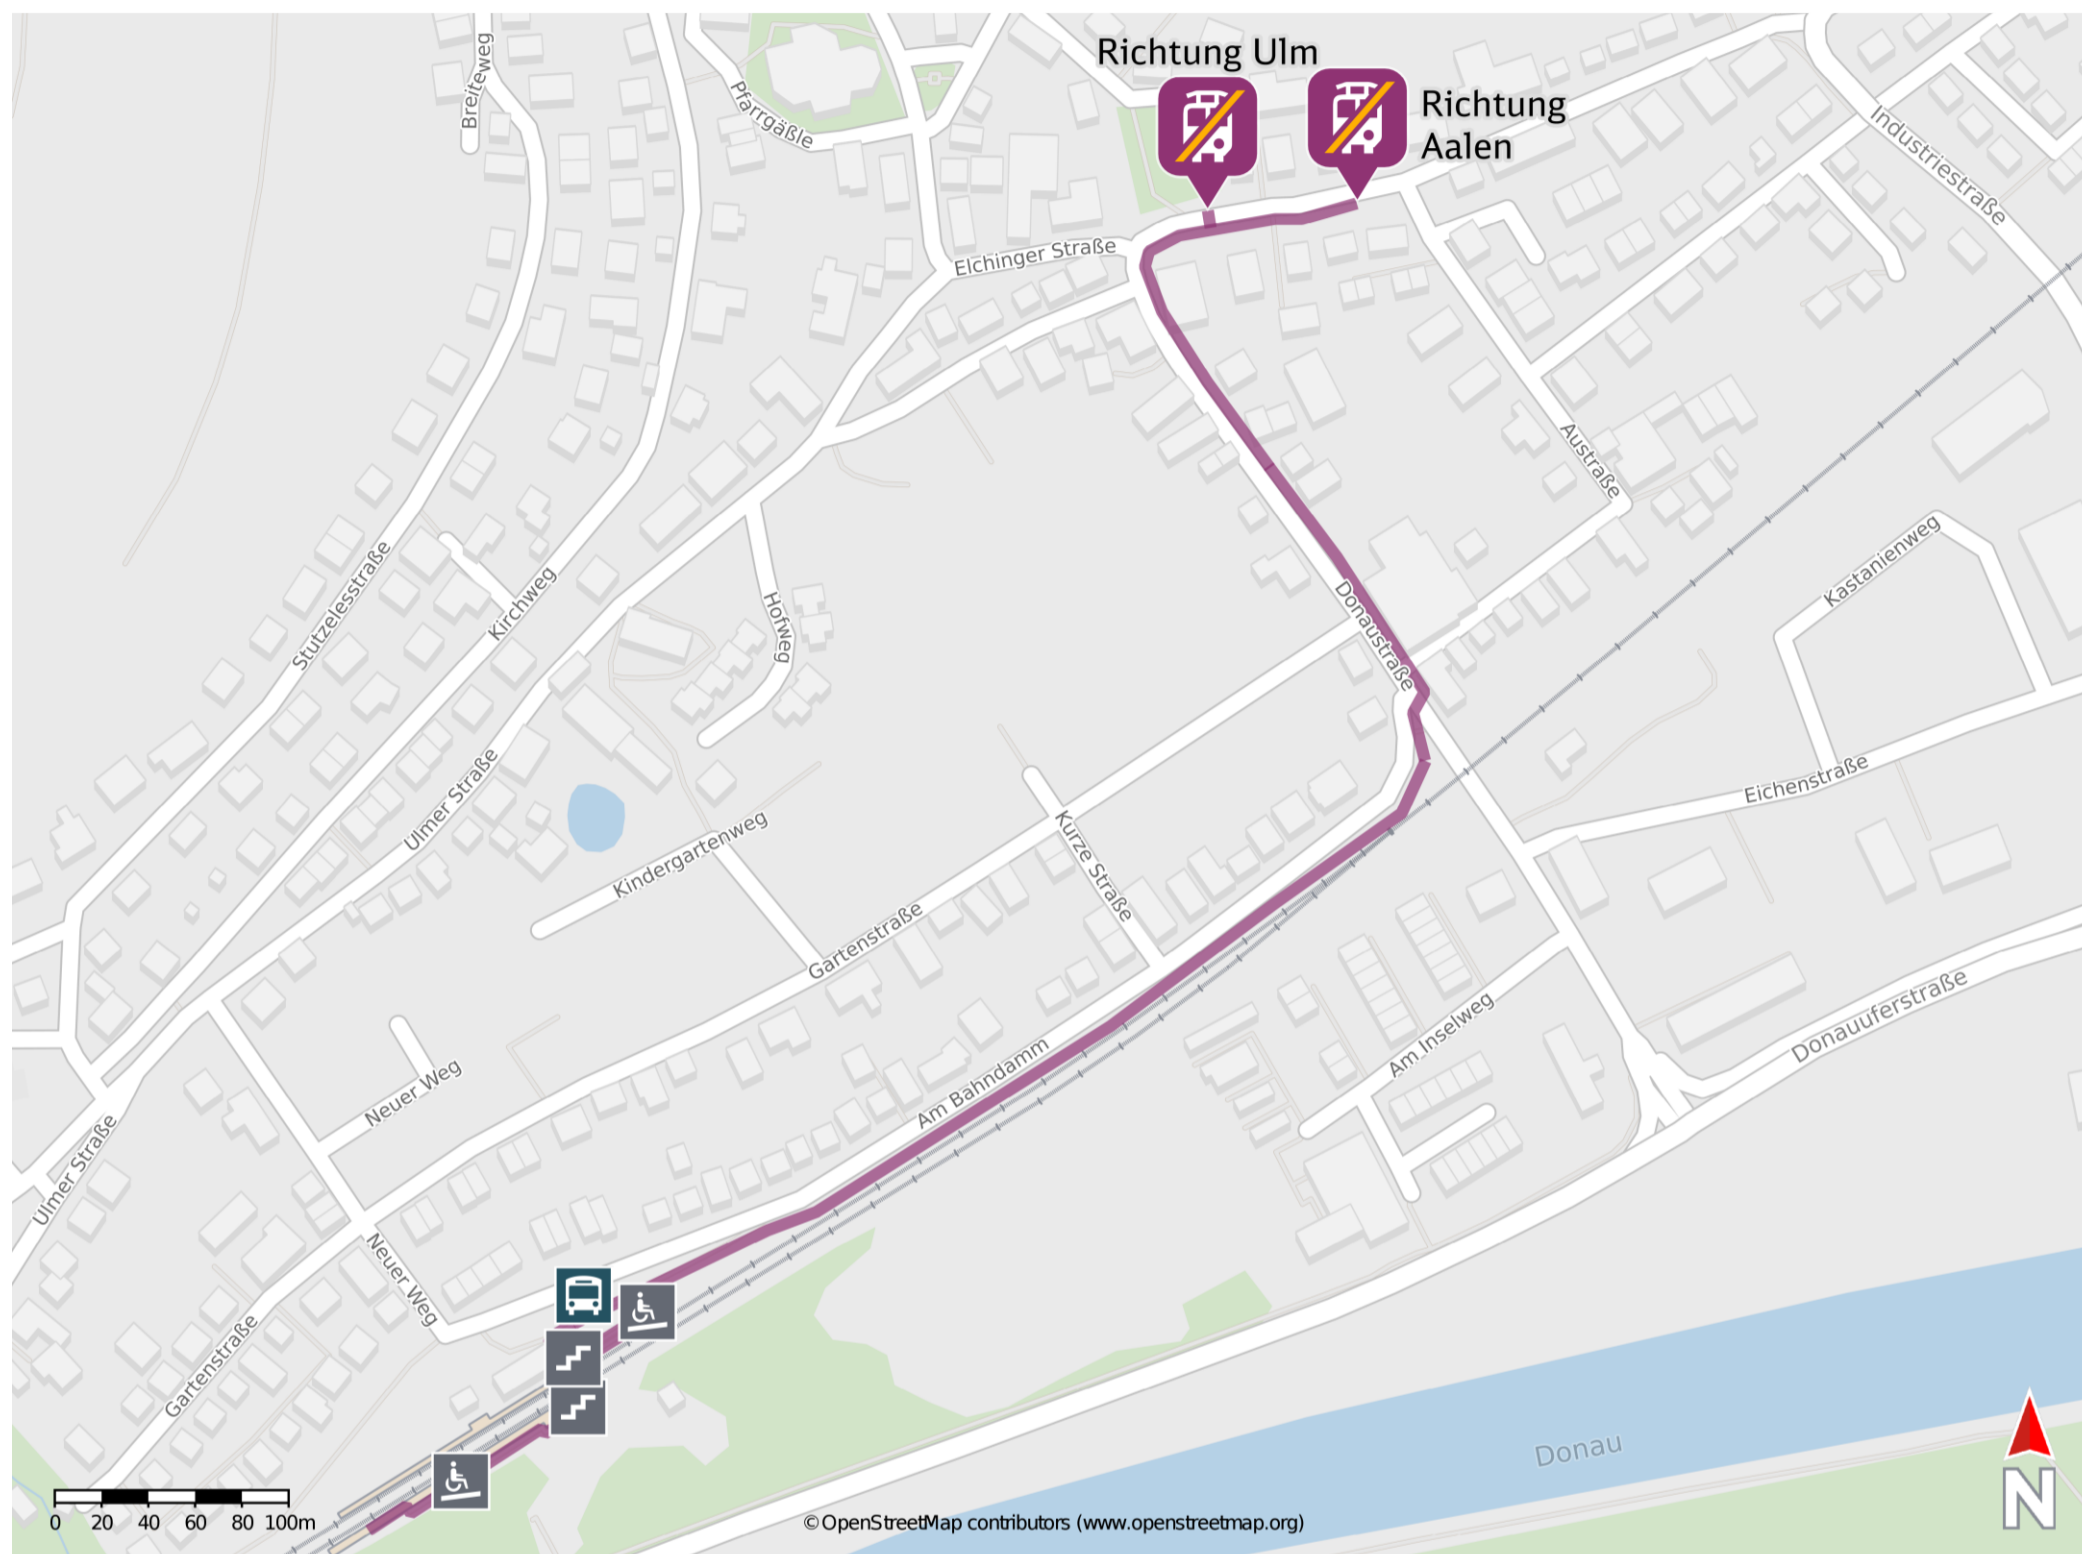 Richtung Ulm
Richtung
Aalen
Breiteweg
Pfarrgäßle
Industriestraße
Elchinger Straße
Austraße
Stutzelesstraße
Kirchweg
Hofweg
Donaustraße
Kastanienweg
Ulmer Straße
Kindergartenweg
Kurze Straße
Eichenstraße
Gartenstraße
Neuer Weg
Am Bahndamm
Am Inselweg
Donauuferstraße
Ulmer Straße
Neuer Weg
Gartenstraße
Donau
N
0 20 40 60 80 100m
© OpenStreetMap contributors (www.openstreetmap.org)